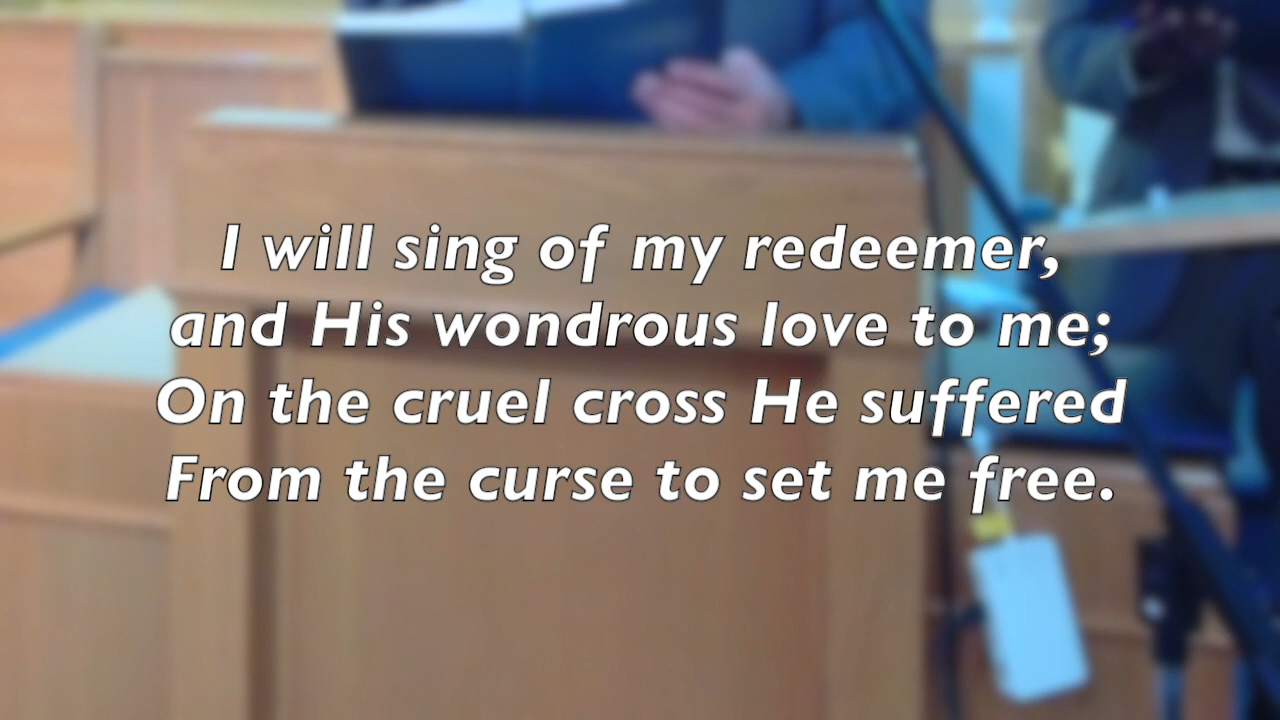 I will sing of my redeemer,
and His wondrous love to me;
On the cruel cross He suffered
From the curse to set me free.